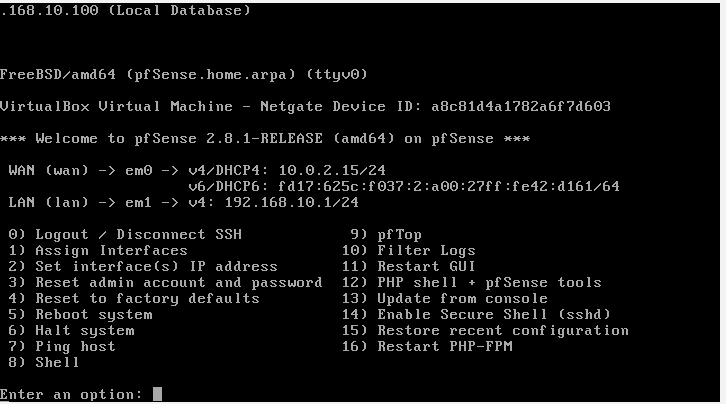 .168.10.100 (Local Database)
FreeBSD/amd64 (pfSense.home.arpa) (ttyv0)
VirtualBox Virtual Machine - Netgate Device ID: a8c81d4a1782a6f7d603
*** Welcome to pfSense 2.8.1-RELEASE (amd64) on pfSense ***
WAN (wan) -> em0 -> v4/DHCP4: 10.0.2.15/24
v6/DHCP6: fd17:625c:f037:2:a00:27ff:fe42:d161/64
LAN (lan) -> em1 -> v4: 192.168.10.1/24
0) Logout / Disconnect SSH 9) pfTop
1) Assign Interfaces 10) Filter Logs
2) Set interface(s) IP address 11) Restart GUI
3) Reset admin account and password 12) PHP shell + pfSense tools
4) Reset to factory defaults 13) Update from console
5) Reboot system 14) Enable Secure Shell (sshd)
6) Halt system 15) Restore recent configuration
7) Ping host 16) Restart PHP-FPM
8) Shell
Enter an option: